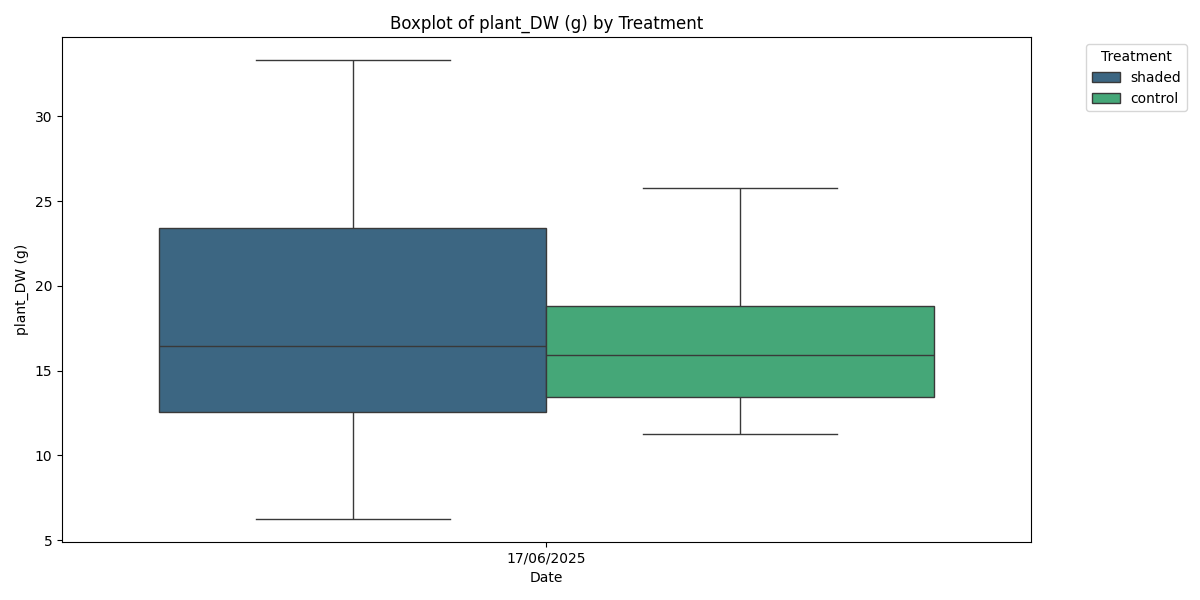 Boxplot of plant_DW (g) by Treatment
Treatment
shaded
control
plant_DW (g)
30
25
20
15
10
5
17/06/2025
Date